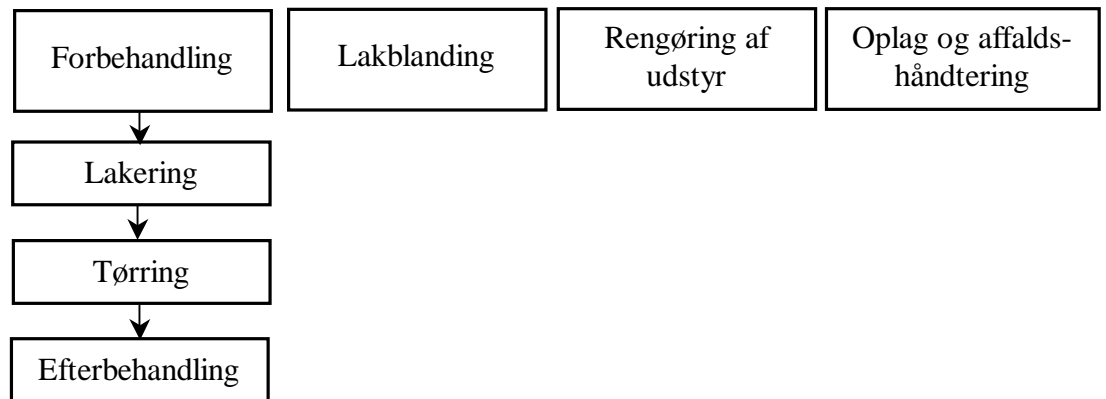 Forbehandling
Lakblanding
Rengøring af
udstyr
Oplag og affalds-
håndtering
Lakering
Tørring
Efterbehandling